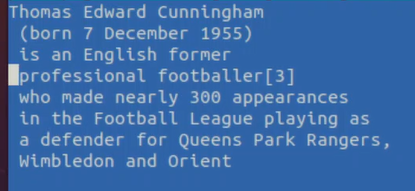 Thomas Edward Cunningham
(born 7 December 1955)
is an English former
professional footballer[3]
who made nearly 300 appearances
in the Football League playing as
a defender for Queens Park Rangers,
Wimbledon and Orient